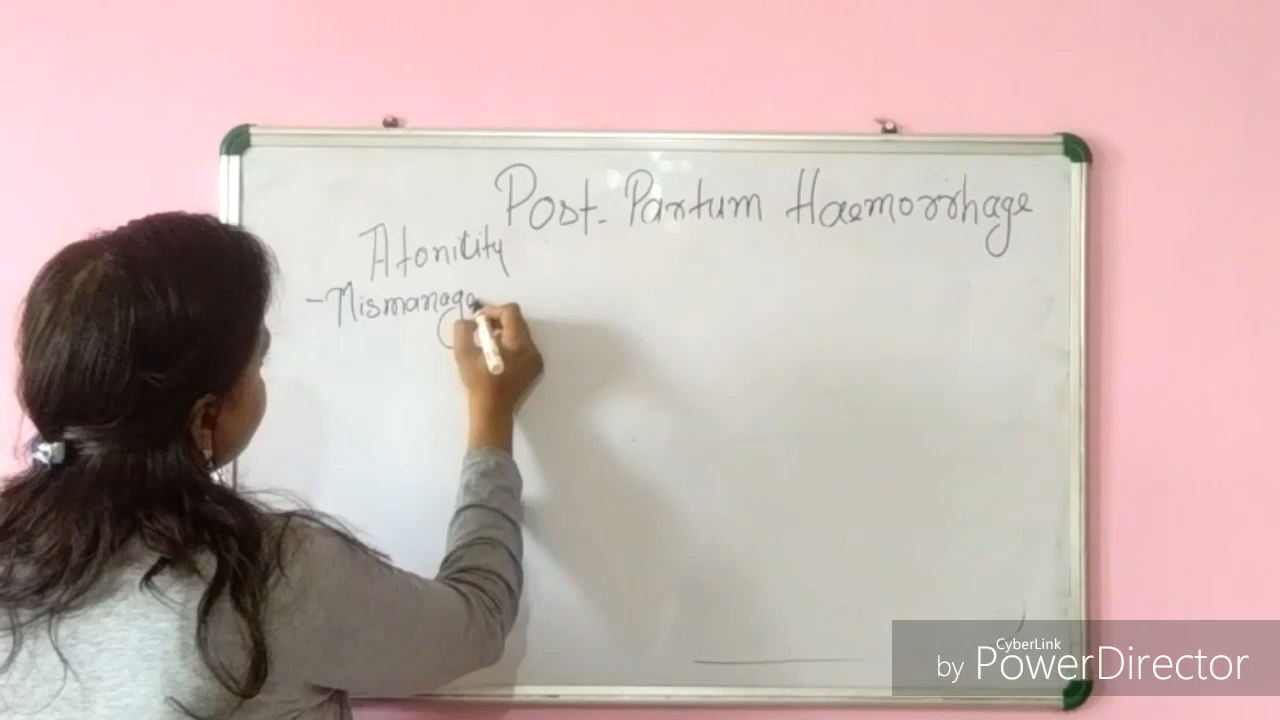 Post-Partum Haemorrhage
Atonicity
- Mismanage
CyberLink
by PowerDirector